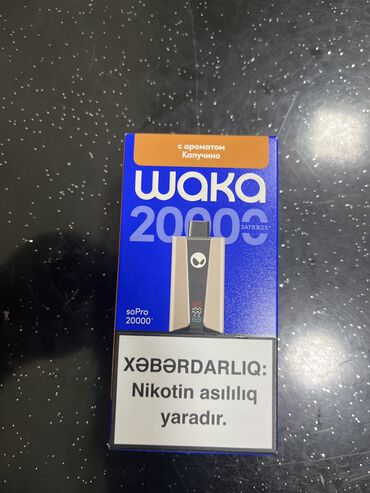 с ароматом
Капучино
waka
20000
ЗАТЯЖЕК*
soPro
20000*
XƏBƏRDARLIQ:
Nikotin asılılıq
yaradır.